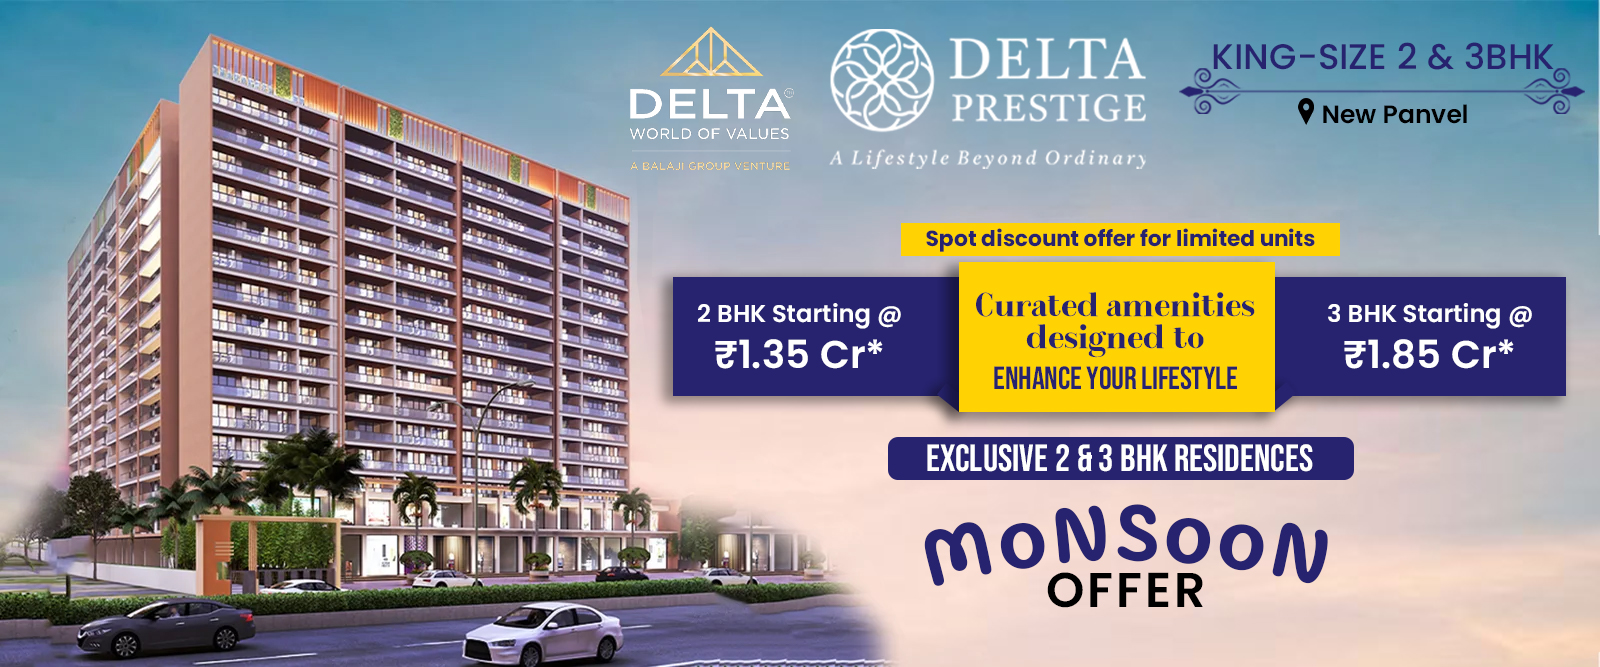 DELTA
WORLD OF VALUES
A BALAJI GROUP VENTURE
DELTA
PRESTIGE
A Lifestyle Beyond Ordinary
KING-SIZE 2 & 3BHK
New Panvel
Spot discount offer for limited units
2 BHK Starting @
₹1.35 Cr*
Curated amenities
designed to
ENHANCE YOUR LIFESTYLE
3 BHK Starting @
₹1.85 Cr*
EXCLUSIVE 2 & 3 BHK RESIDENCES
MoNSooN
OFFER